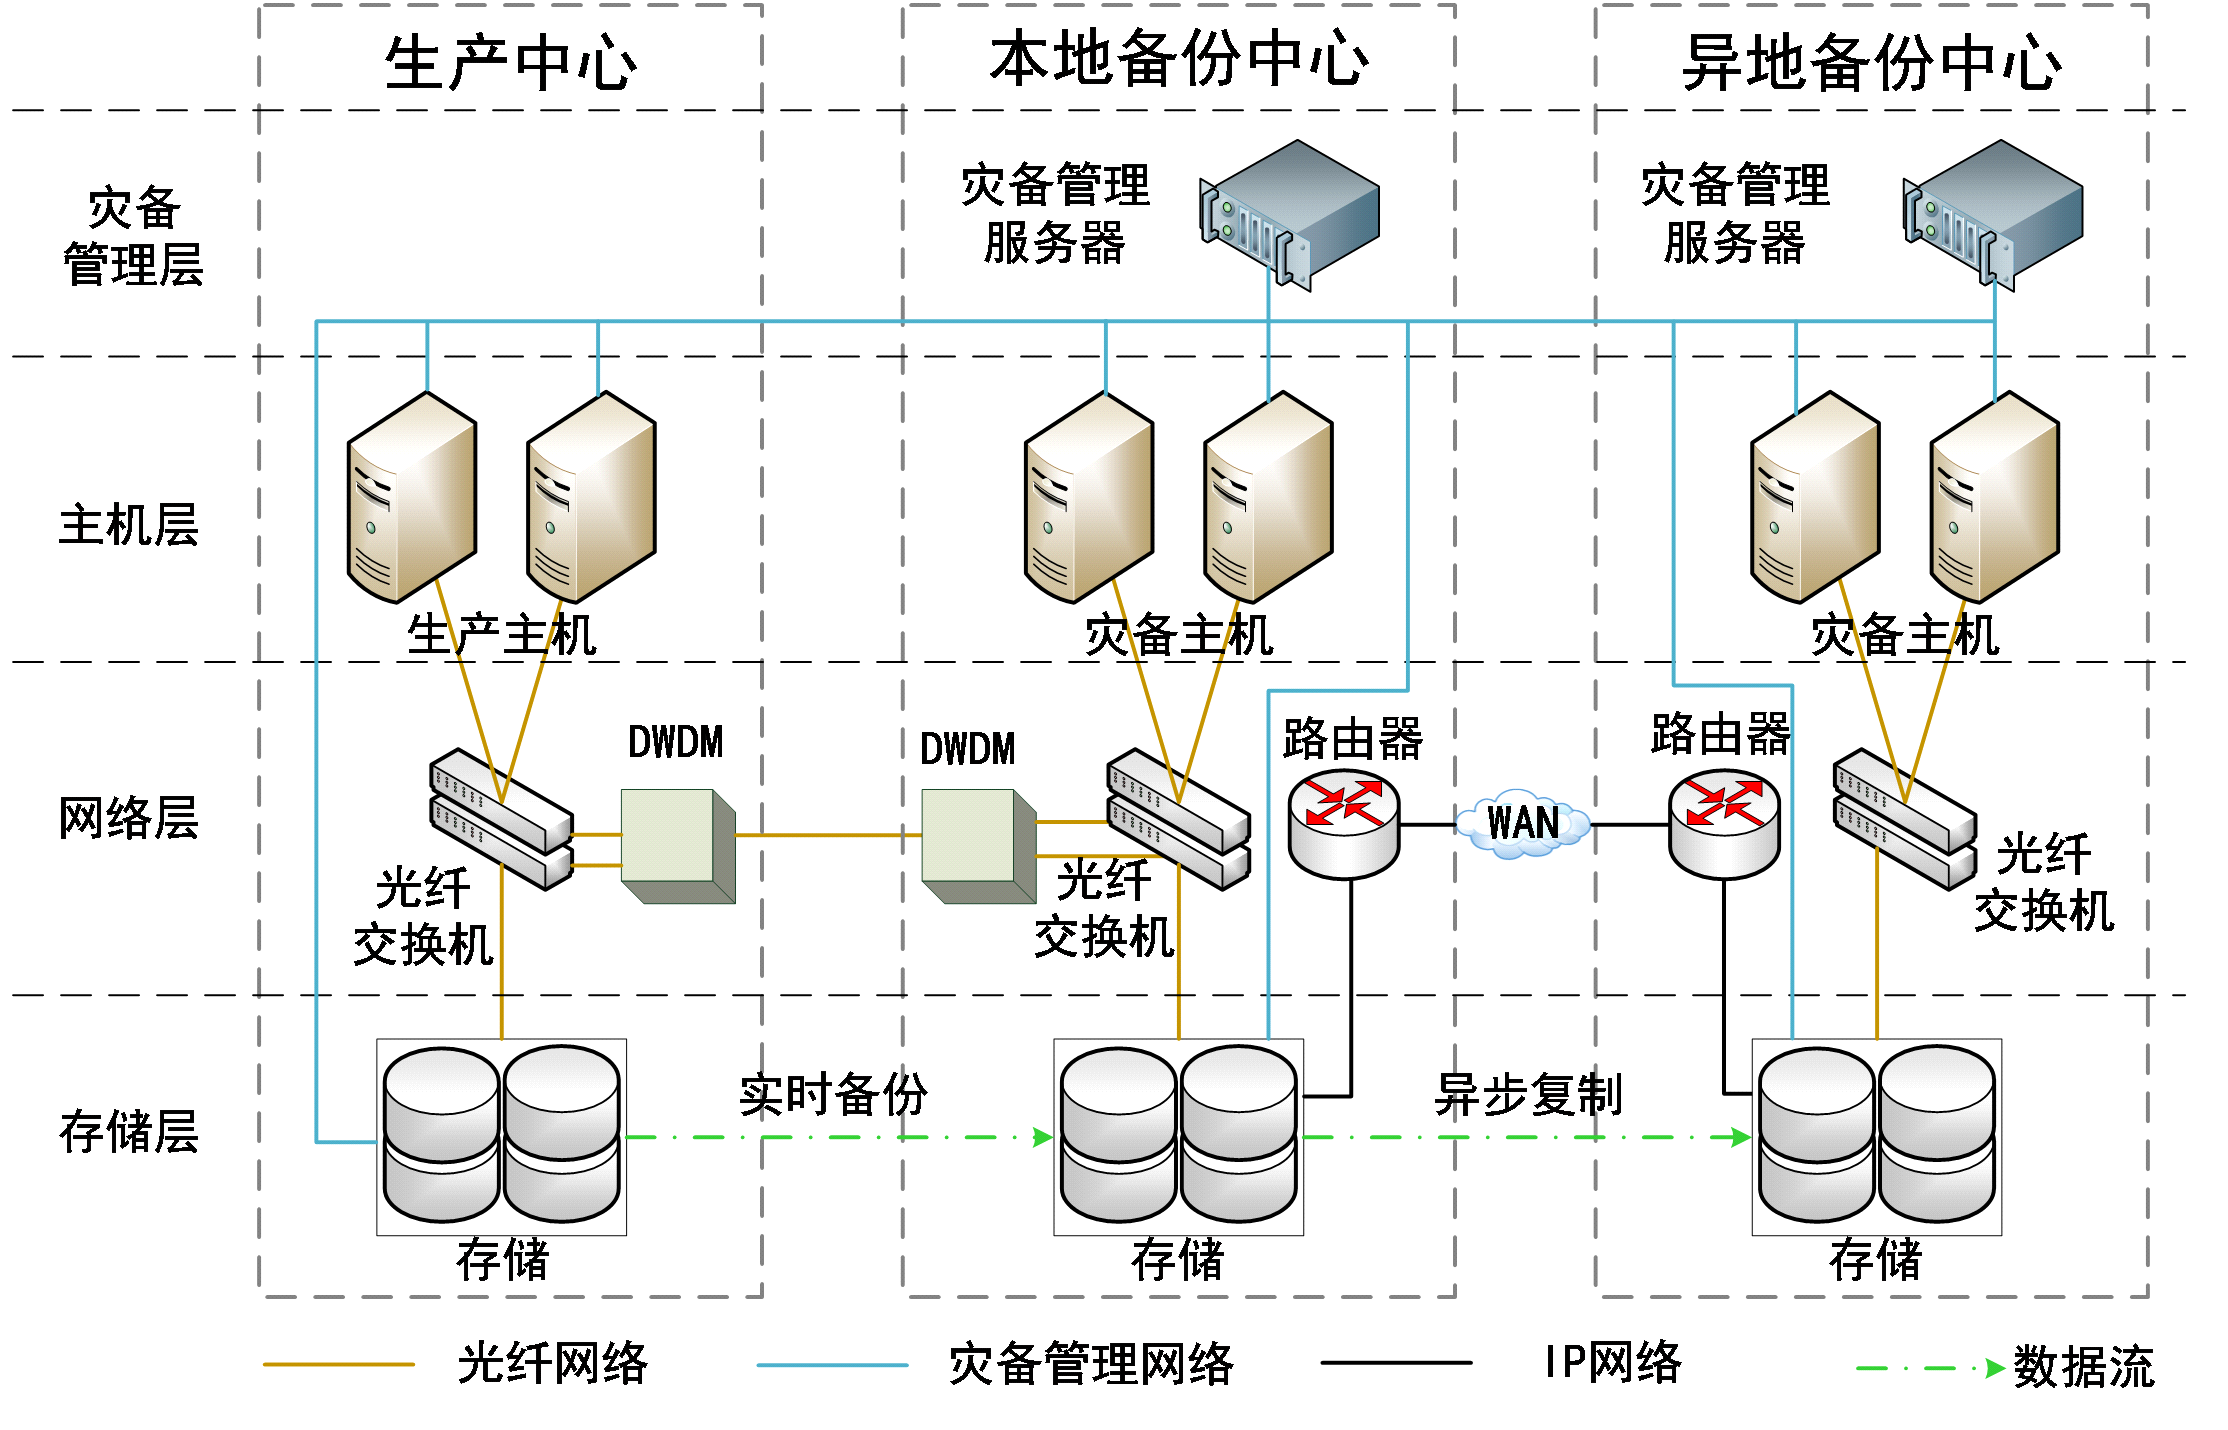 生产中心
本地备份中心
异地备份中心
灾备
管理层
灾备管理
服务器
灾备管理
服务器
主机层
生产主机
灾备主机
灾备主机
网络层
DWDM
DWDM
路由器
路由器
WAN
光纤
交换机
光纤
交换机
光纤
交换机
存储层
实时备份
异步复制
存储
存储
存储
光纤网络
灾备管理网络
IP网络
数据流